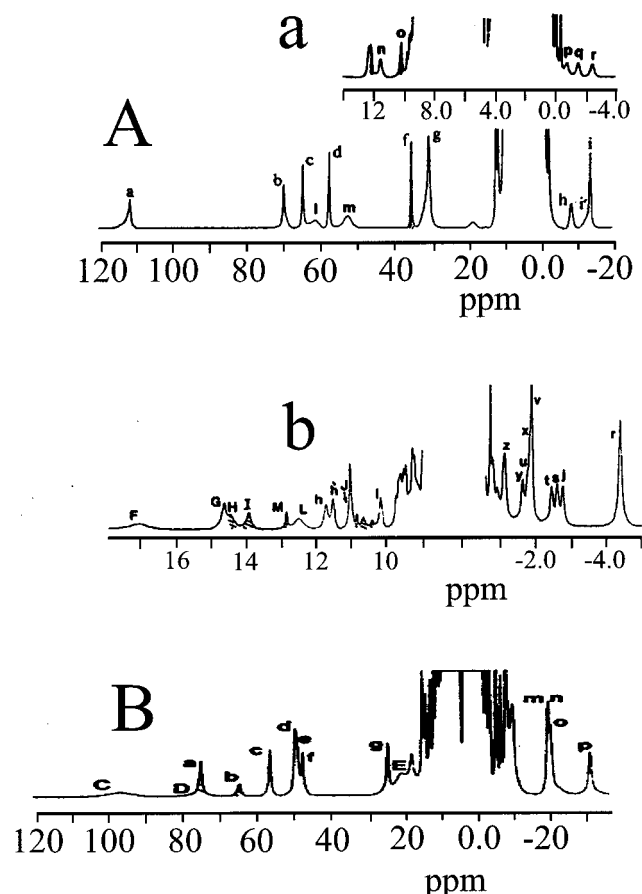 a
n o p q r
12 8.0 4.0 0.0 -4.0
A
a b c l d m f g h i' i
120 100 80 60 40 20 0.0 -20
ppm
b
F G H I M L h h' J i z y u x v t s j r
16 14 12 10 -2.0 -4.0
ppm
B
C D a b c d e f g E m n o p
120 100 80 60 40 20 0.0 -20
ppm